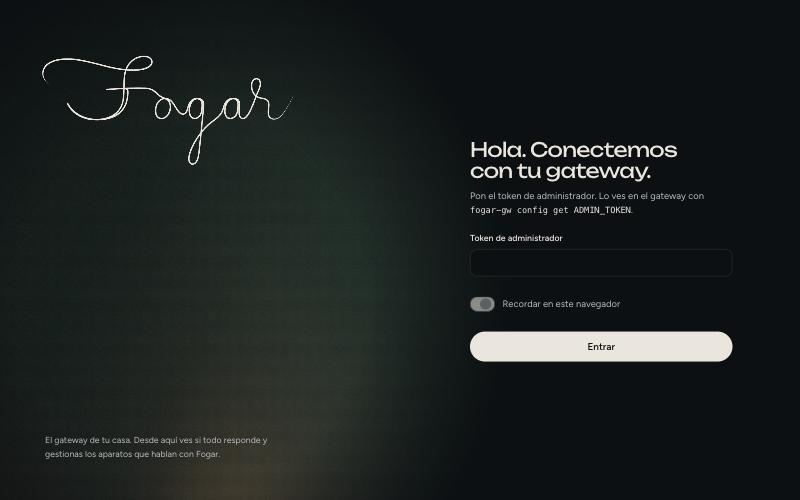 Fogar
Hola. Conectemos
con tu gateway.
Pon el token de administrador. Lo ves en el gateway con
fogar-gw config get ADMIN_TOKEN.
Token de administrador
Recordar en este navegador
Entrar
El gateway de tu casa. Desde aquí ves si todo responde y
gestionas los aparatos que hablan con Fogar.